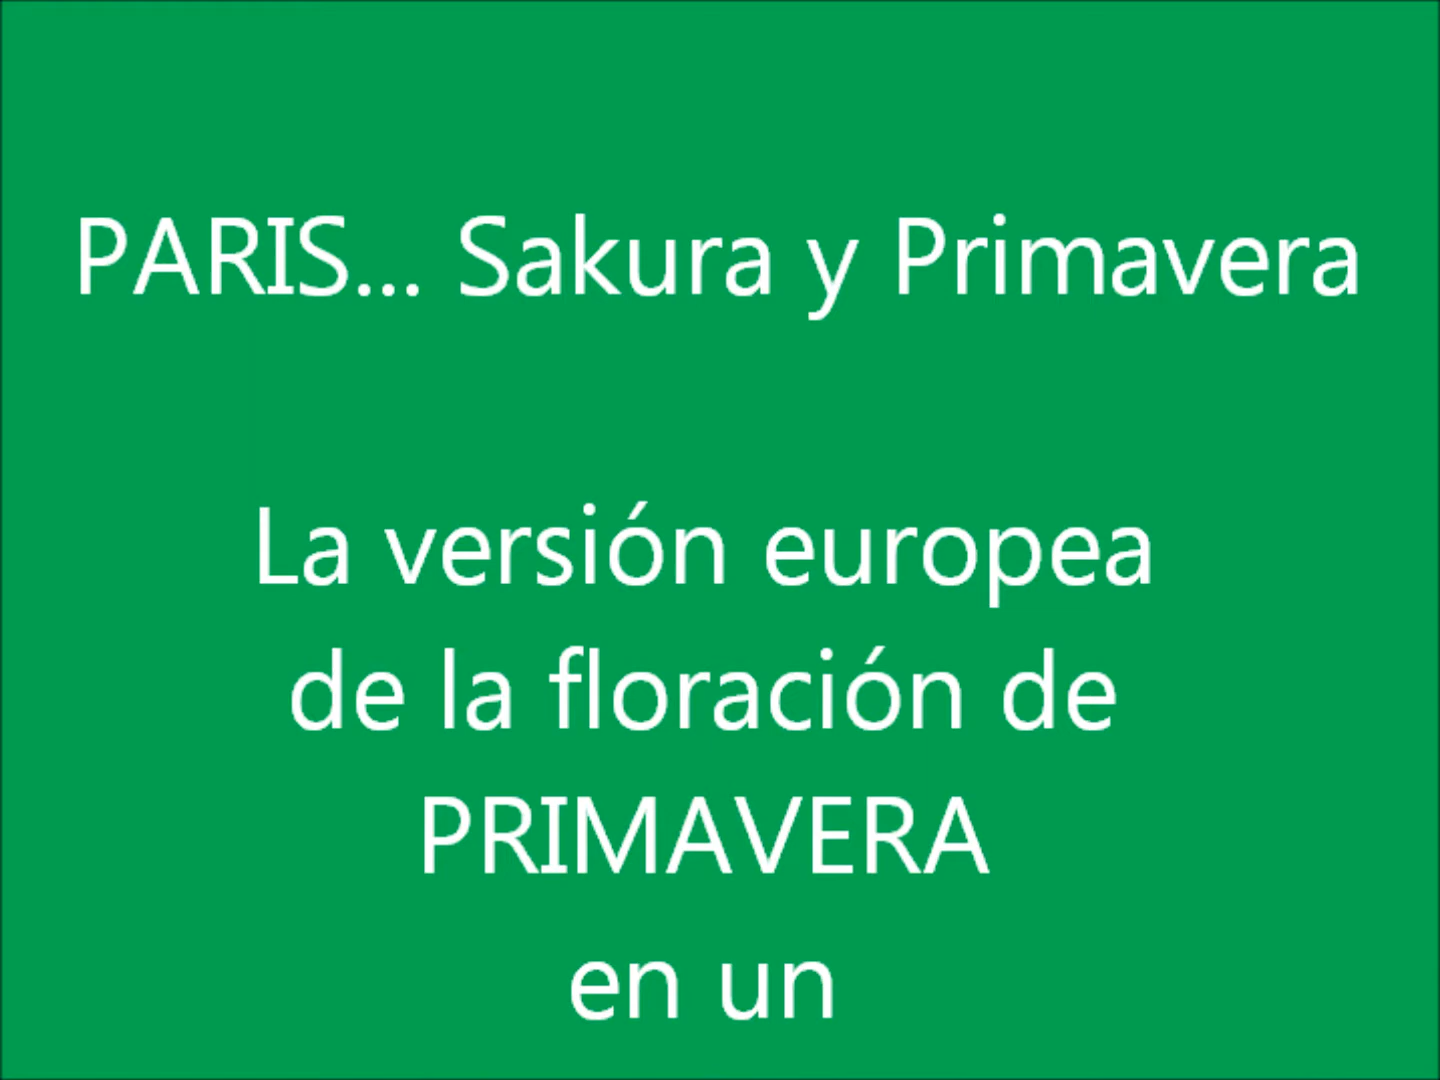 PARIS... Sakura y Primavera
La versión europea
de la floración de
PRIMAVERA
en un